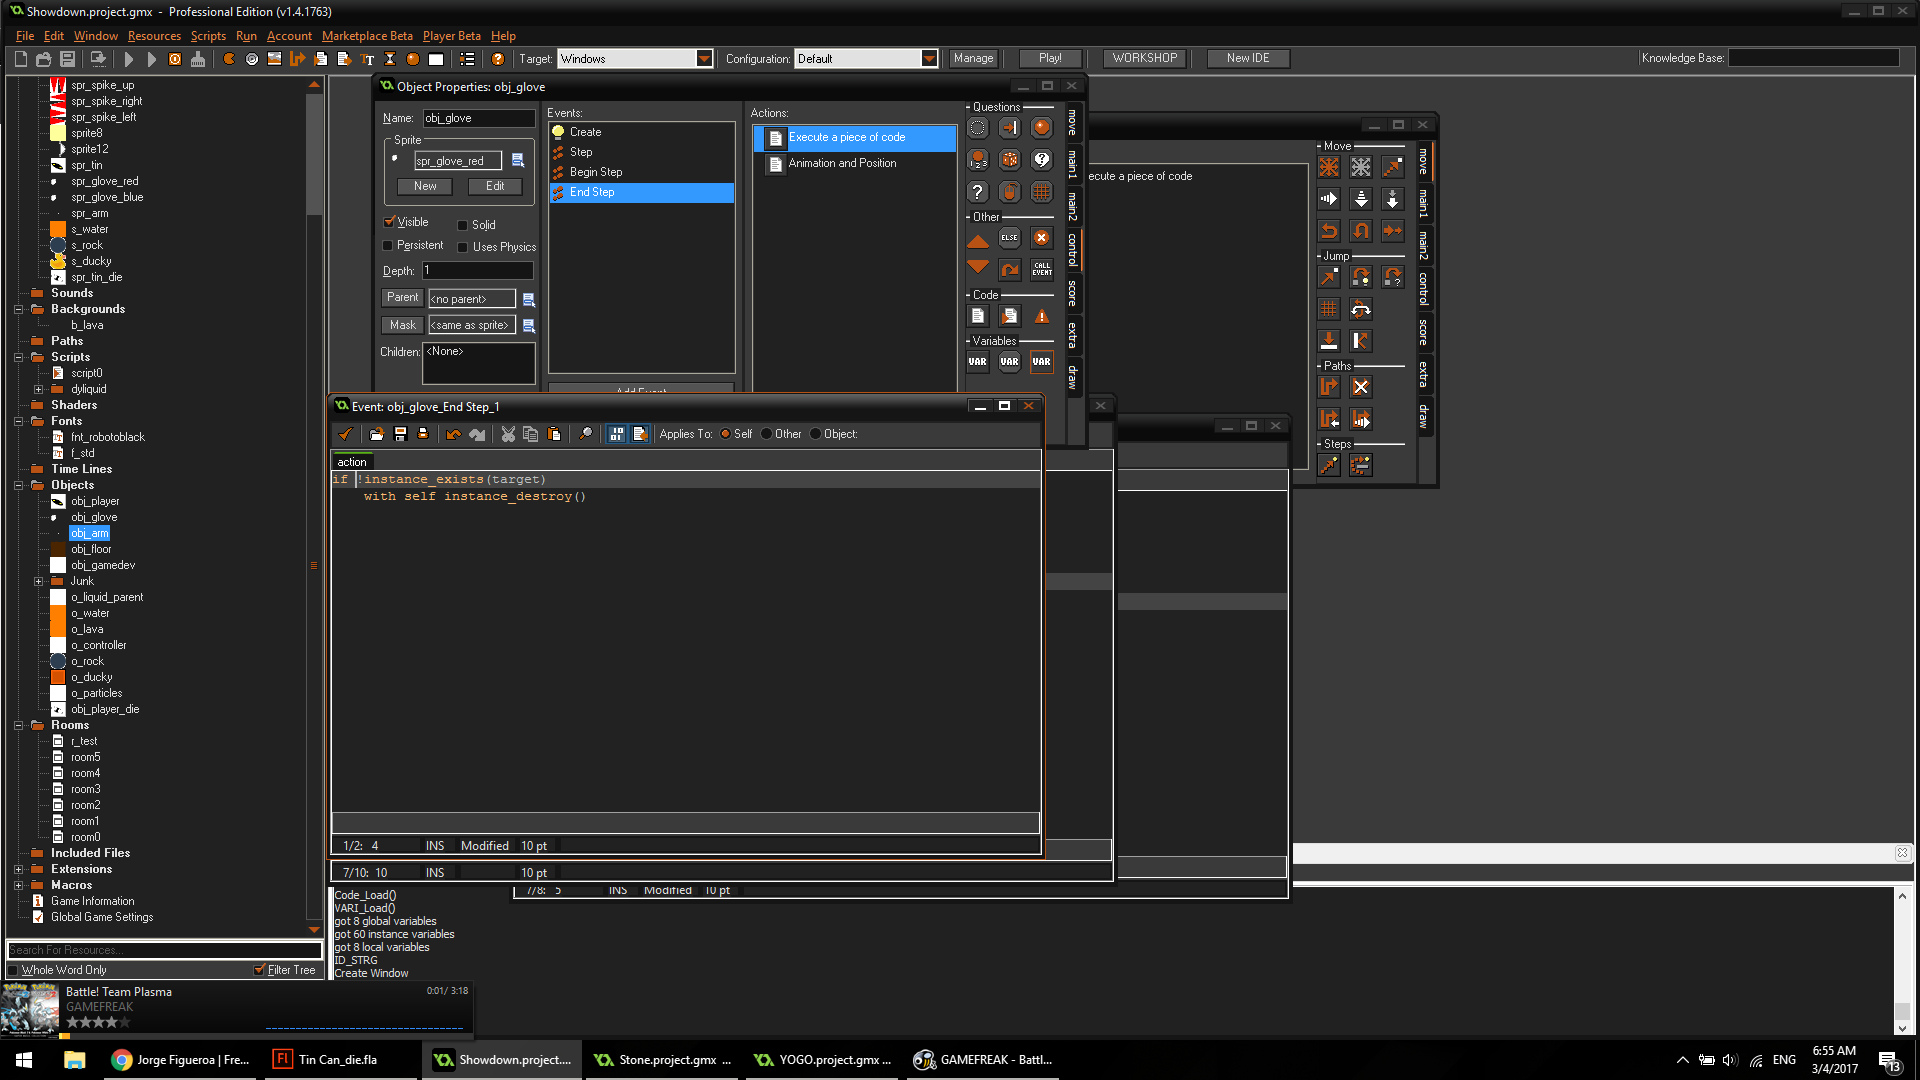 Showdown.project.gmx - Professional Edition (v1.4.1763)
File Edit Window Resources Scripts Run Account Marketplace Beta Player Beta Help
Target: Windows Configuration: Default Manage Play! WORKSHOP New IDE Knowledge Base:
spr_spike_up
spr_spike_right
spr_spike_left
sprite8
sprite12
spr_tin
spr_glove_red
spr_glove_blue
spr_arm
s_water
s_rock
s_ducky
spr_tin_die
Sounds
Backgrounds
b_lava
Paths
Scripts
script0
dyliquid
Shaders
Fonts
fnt_robotoblack
f_std
Time Lines
Objects
obj_player
obj_glove
obj_arm
obj_floor
obj_gamedev
Junk
o_liquid_parent
o_water
o_lava
o_controller
o_rock
o_ducky
o_particles
obj_player_die
Rooms
r_test
room5
room4
room3
room2
room1
room0
Included Files
Extensions
Macros
Game Information
Global Game Settings
Search For Resources...
Whole Word Only Filter Tree
Object Properties: obj_glove
Name: obj_glove
Sprite
spr_glove_red
New Edit
Visible Solid
Persistent Uses Physics
Depth: 1
Parent <no parent>
Mask <same as sprite>
Children: <None>
Events:
Create
Step
Begin Step
End Step
Add Event
Actions:
Execute a piece of code
Animation and Position
Questions
Other
ELSE
CALL EVENT
Code
Variables
VAR VAR VAR
move
main1
main2
control
score
extra
draw
ecute a piece of code
Move
Jump
Paths
Steps
move
main1
main2
control
score
extra
draw
Event: obj_glove_End Step_1
Applies To: Self Other Object:
action
if !instance_exists(target)
with self instance_destroy()
1/2: 4 INS Modified 10 pt
7/10: 10 INS 10 pt
7/8: 5 INS Modified 10 pt
Code_Load()
VARI_Load()
got 8 global variables
got 60 instance variables
got 8 local variables
ID_STRG
Create Window
Battle! Team Plasma 0:01/ 3:18
GAMEFREAK
Jorge Figueroa | Fre...
Fl Tin Can_die.fla
Showdown.project....
Stone.project.gmx ...
YOGO.project.gmx ...
GAMEFREAK - Battl...
ENG
6:55 AM
3/4/2017
13